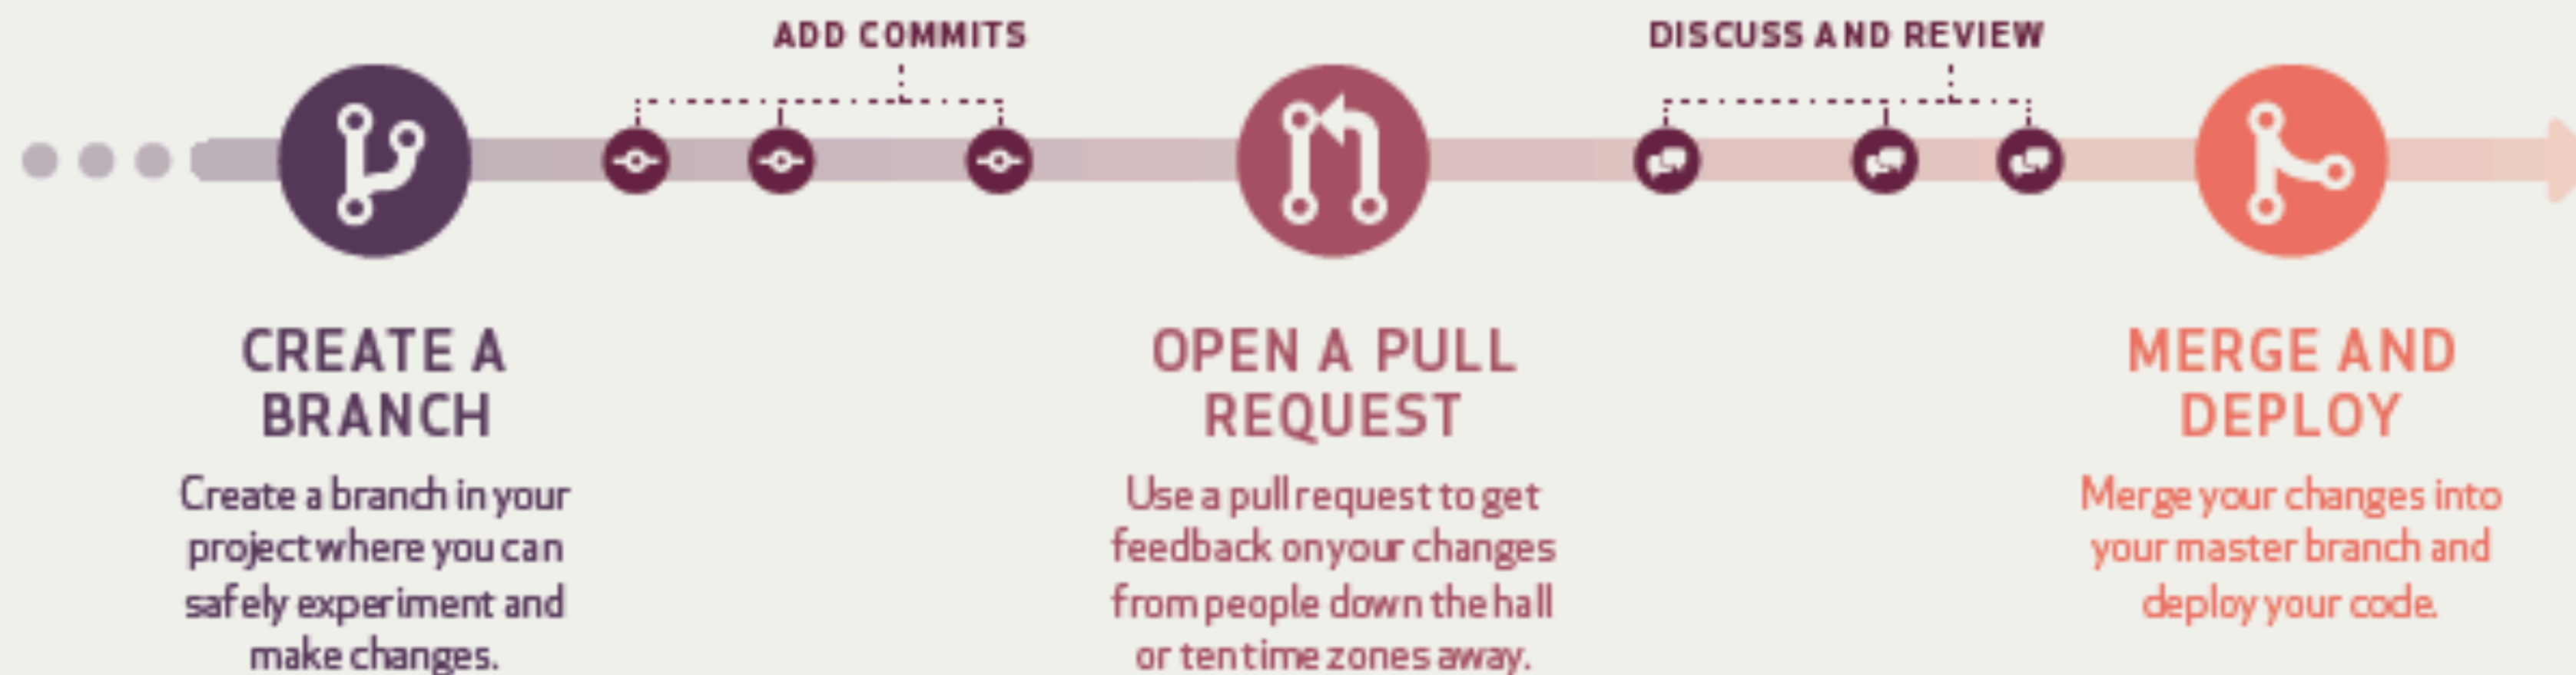 ADD COMMITS
DISCUSS AND REVIEW
CREATE A
BRANCH
Create a branch in your
project where you can
safely experiment and
make changes.
OPEN A PULL
REQUEST
Use a pull request to get
feedback on your changes
from people down the hall
or ten time zones away.
MERGE AND
DEPLOY
Merge your changes into
your master branch and
deploy your code.